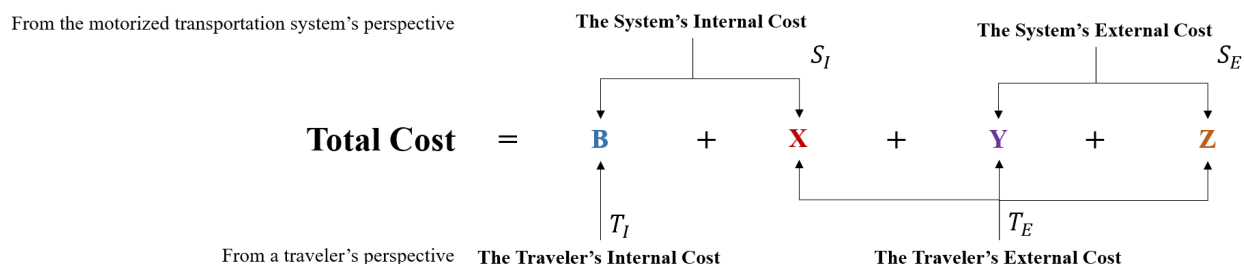 From the motorized transportation system's perspective
The System's Internal Cost
The System's External Cost
S_I
S_E
Total Cost = B + X + Y + Z
T_I
T_E
From a traveler's perspective
The Traveler's Internal Cost
The Traveler's External Cost